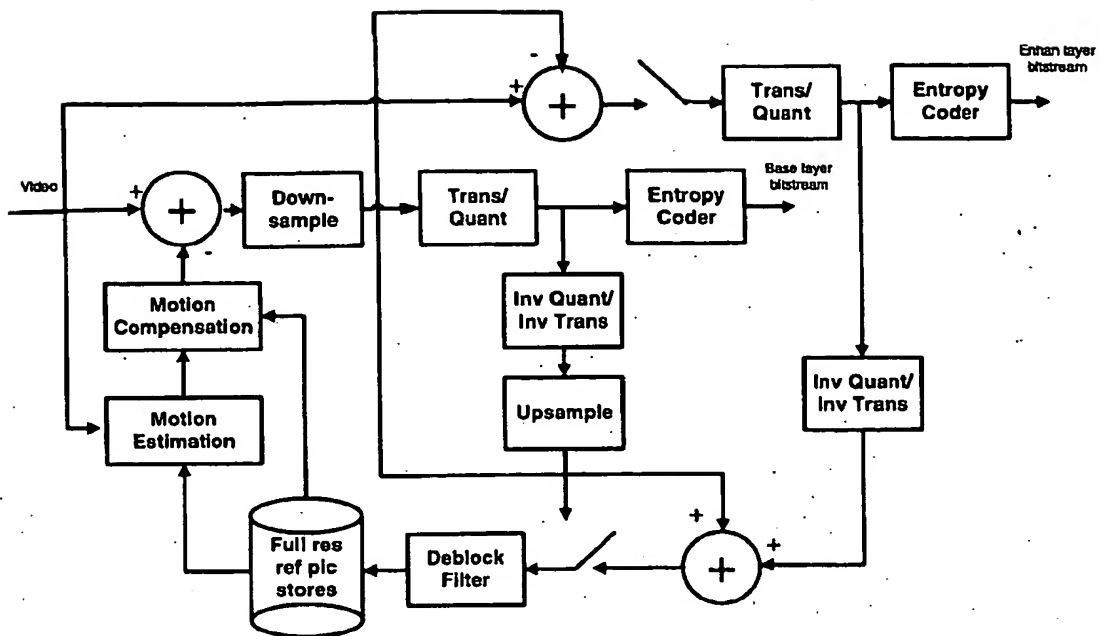 Enhan layer
bitstream
-
+
+
Trans/
Quant
Entropy
Coder
Video
+
+
-
Down-
sample
Trans/
Quant
Entropy
Coder
Base layer
bitstream
Motion
Compensation
Inv Quant/
Inv Trans
Inv Quant/
Inv Trans
Motion
Estimation
Upsample
Full res
ref pic
stores
Deblock
Filter
+
+
+